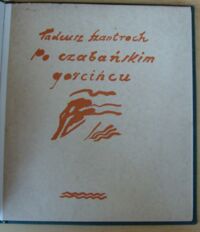 Tadeusz Szantroch
Po czabańskim
gościńcu